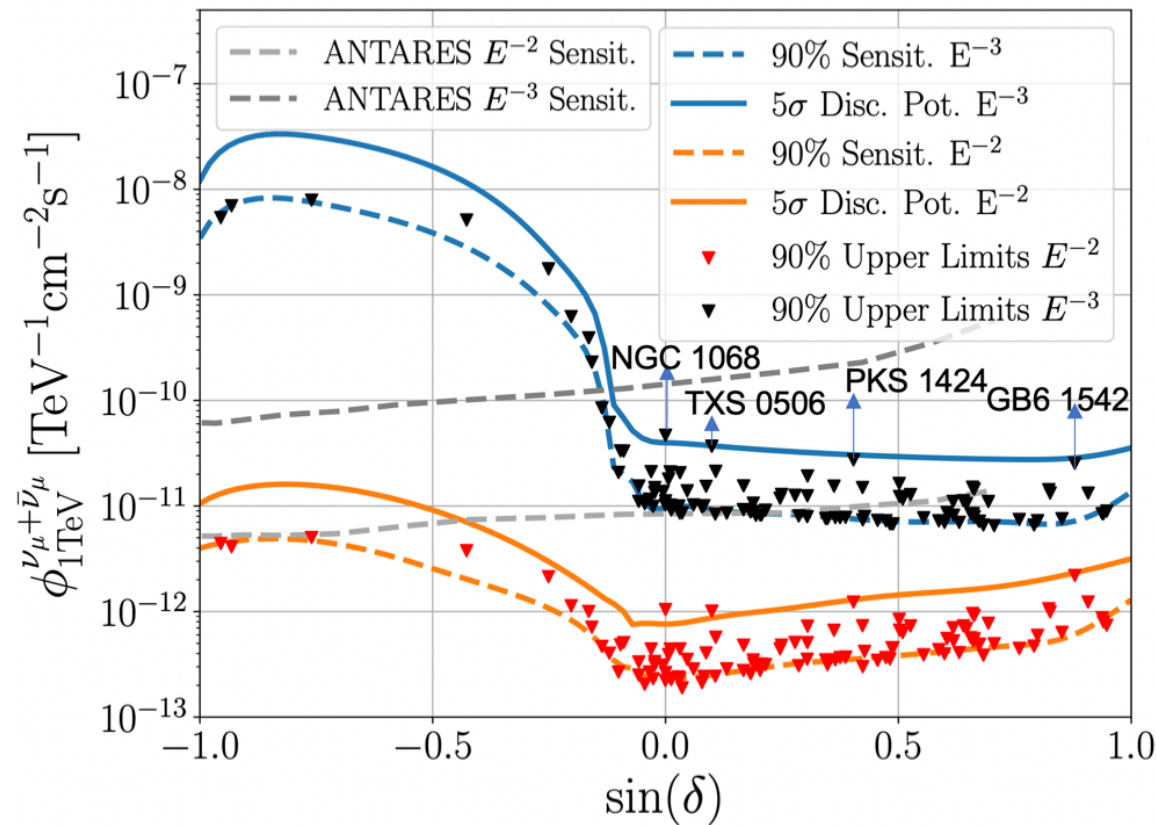 ANTARES E⁻² Sensit.
ANTARES E⁻³ Sensit.
90% Sensit. E⁻³
5σ Disc. Pot. E⁻³
90% Sensit. E⁻²
5σ Disc. Pot. E⁻²
90% Upper Limits E⁻²
90% Upper Limits E⁻³
NGC 1068
TXS 0506
PKS 1424
GB6 1542
10⁻⁷
10⁻⁸
10⁻⁹
10⁻¹⁰
10⁻¹¹
10⁻¹²
10⁻¹³
ϕ_{1TeV}^{ν_μ+ν̄_μ} [TeV⁻¹cm⁻²s⁻¹]
−1.0 −0.5 0.0 0.5 1.0
sin(δ)